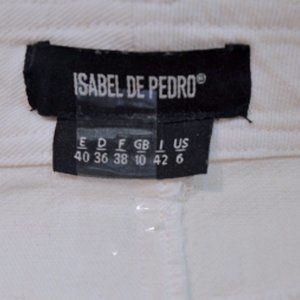 ISABEL DE PEDRO®
E D F GB I US
40 36 38 10 42 6